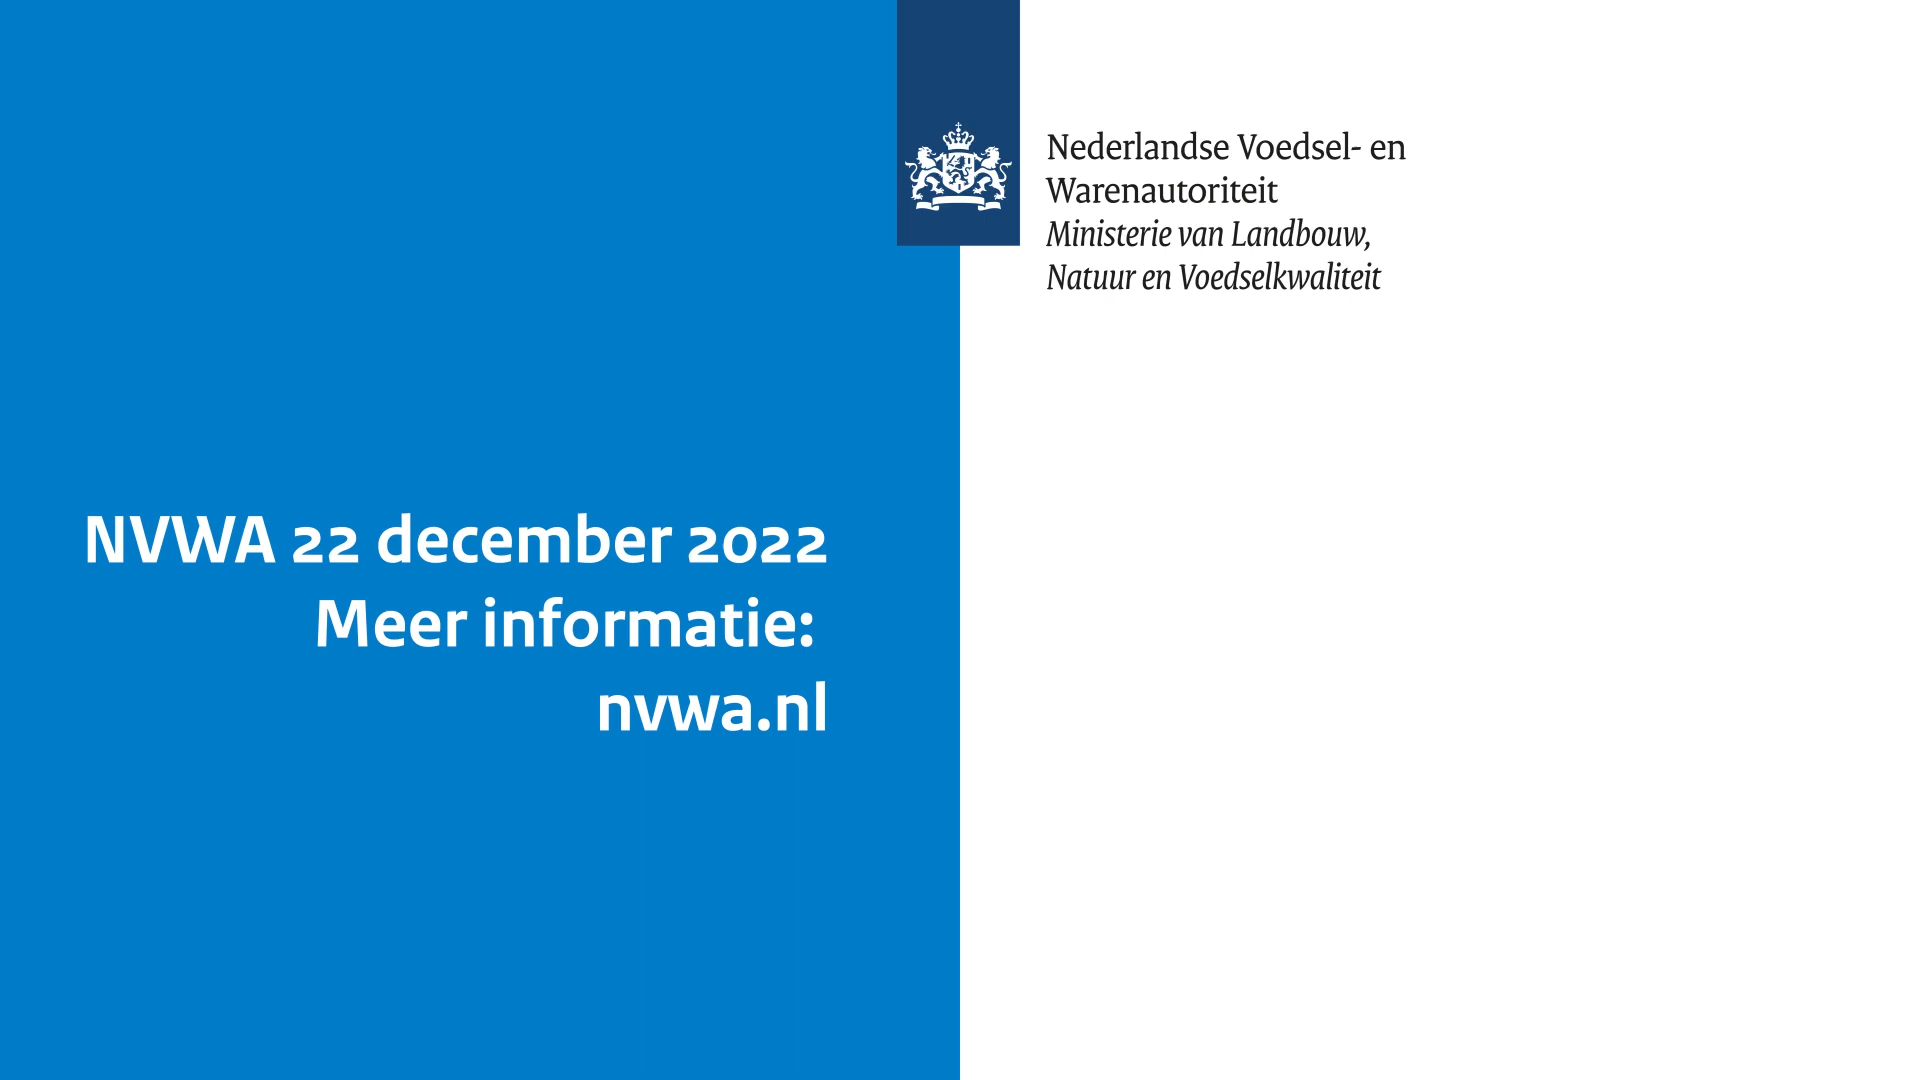 Nederlandse Voedsel- en
Warenautoriteit
Ministerie van Landbouw,
Natuur en Voedselkwaliteit
NVWA 22 december 2022
Meer informatie:
nvwa.nl